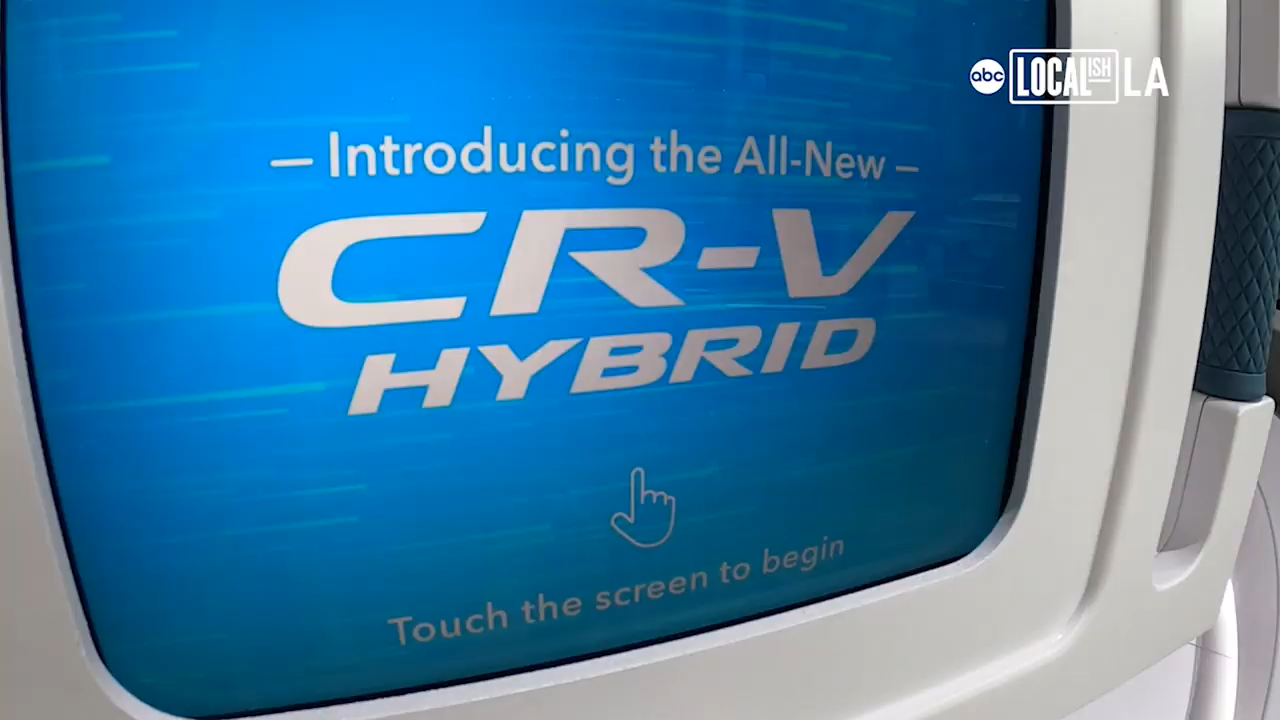 abc LOCALISH LA
— Introducing the All-New —
CR-V
HYBRID
Touch the screen to begin